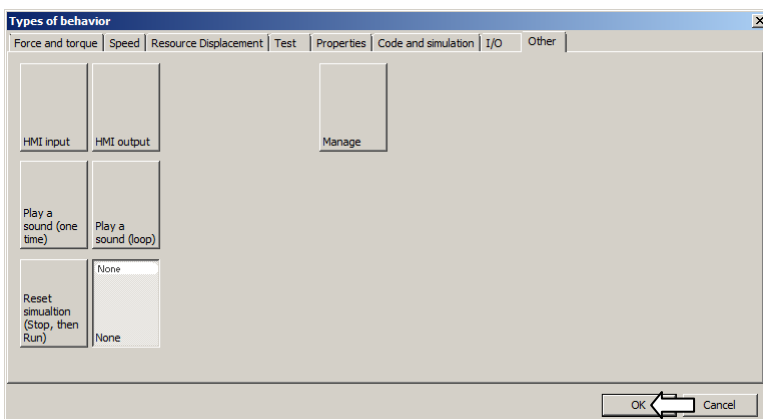 Types of behavior
Force and torque Speed Resource Displacement Test Properties Code and simulation I/O Other
HMI input HMI output Manage
Play a
sound (one
time)
Play a
sound (loop)
None
Reset
simualtion
(Stop, then
Run)
None
OK Cancel